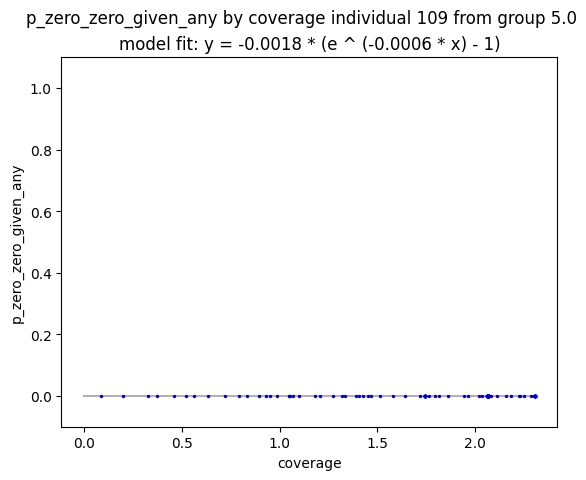 p_zero_zero_given_any by coverage individual 109 from group 5.0
model fit: y = -0.0018 * (e ^ (-0.0006 * x) - 1)
1.0
0.8
0.6
0.4
0.2
0.0
p_zero_zero_given_any
0.0 0.5 1.0 1.5 2.0
coverage